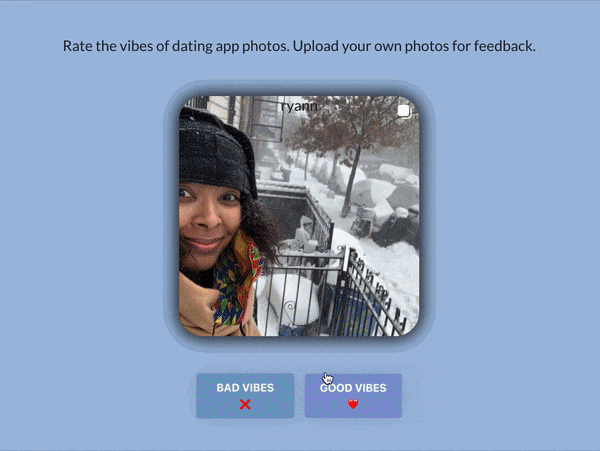 Rate the vibes of dating app photos. Upload your own photos for feedback.
ryann
BAD VIBES
GOOD VIBES